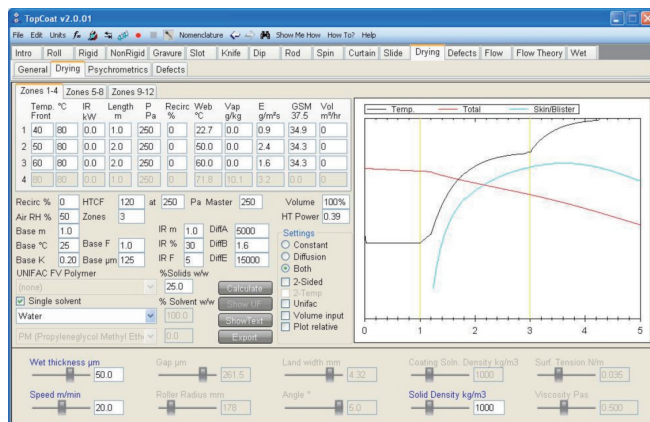 TopCoat v2.0.01
File Edit Units fx Nomenclature Show Me How How To? Help
Intro Roll Rigid NonRigid Gravure Slot Knife Dip Rod Spin Curtain Slide Drying Defects Flow Flow Theory Wet
General Drying Psychrometrics Defects
Zones 1-4 Zones 5-8 Zones 9-12
Temp. °C IR Length P Recirc Web Vap E GSM Vol
Front kW m Pa % °C g/kg g/m²s 37.5 m³/hr
1 40 80 0.0 1.0 250 0 22.7 0.0 0.9 34.9 0
2 50 80 0.0 2.0 250 0 50.0 0.0 2.4 34.3 0
3 60 80 0.0 2.0 250 0 60.0 0.0 1.6 34.3 0
4 80 80 0.0 1.0 250 0 71.8 10.1 3.2 0.0 0
Temp. Total Skin/Blister
0 1 2 3 4 5
Recirc % 0 HTCF 120 at 250 Pa Master 250 Volume 100%
Air RH % 50 Zones 3 HT Power 0.39
Base m 1.0 IR m 1.0 DiffA 5000 Settings
Base °C 25 Base F 1.0 IR % 30 DiffB 1.6 Constant
Base K 0.20 Base µm 125 IR F 5 DiffE 15000 Diffusion
Both
UNIFAC FV Polymer %Solids w/w 2-Sided
(none) 25.0 Calculate 2-Temp
Single solvent % Solvent w/w Show UF Unifac
Water 100.0 ShowText Volume input
PM (Propyleneglycol Methyl Eth 0.0 Export Plot relative
Wet thickness µm Gap µm Land width mm Coating Soln. Density kg/m3 Surf. Tension N/m
50.0 261.5 4.32 1000 0.035
Speed m/min Roller Radius mm Angle ° Solid Density kg/m3 Viscosity Pas
20.0 178 5.0 1000 0.500